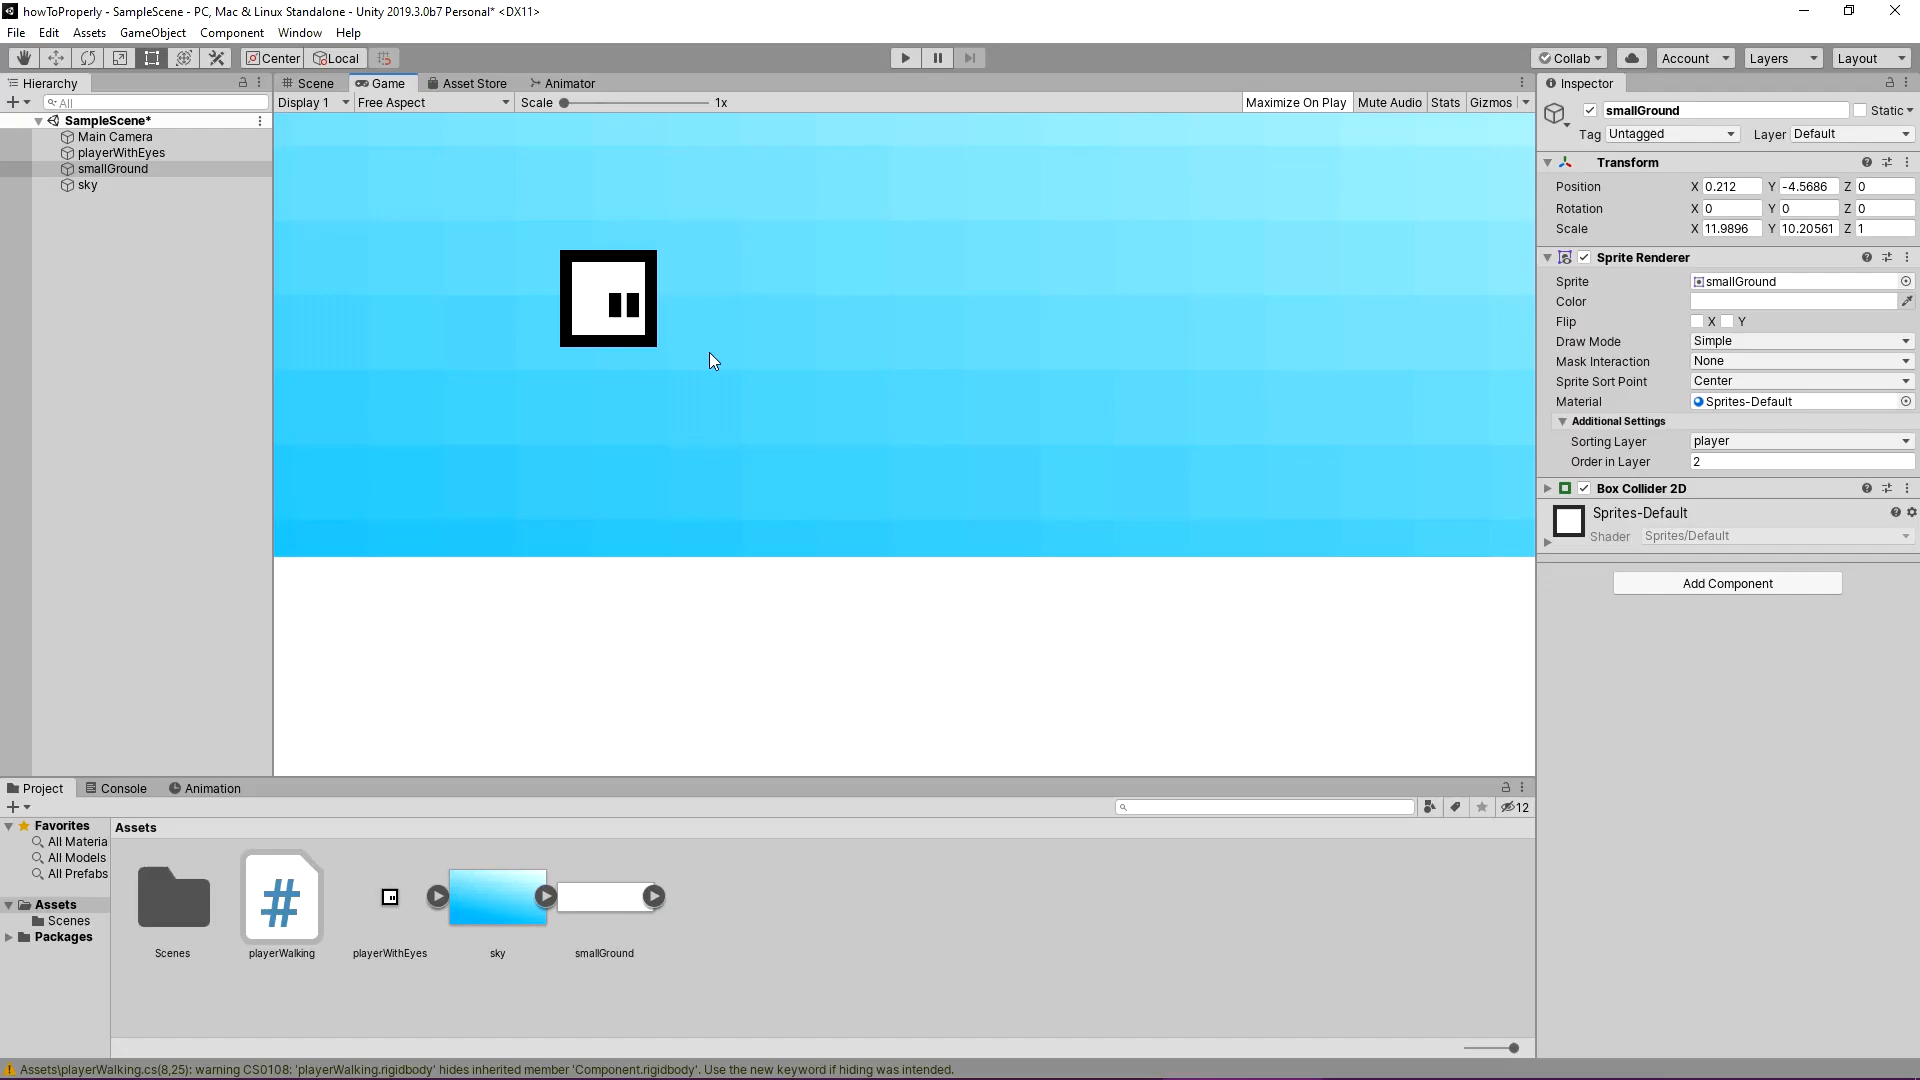 howToProperly - SampleScene - PC, Mac & Linux Standalone - Unity 2019.3.0b7 Personal* <DX11>
File Edit Assets GameObject Component Window Help
Center Local Collab Account Layers Layout
Hierarchy
All
SampleScene*
Main Camera
playerWithEyes
smallGround
sky
Scene Game Asset Store Animator
Display 1 Free Aspect Scale 1x Maximize On Play Mute Audio Stats Gizmos
Inspector
smallGround Static
Tag Untagged Layer Default
Transform
Position X 0.212 Y -4.5686 Z 0
Rotation X 0 Y 0 Z 0
Scale X 11.9896 Y 10.20561 Z 1
Sprite Renderer
Sprite smallGround
Color
Flip X Y
Draw Mode Simple
Mask Interaction None
Sprite Sort Point Center
Material Sprites-Default
Additional Settings
Sorting Layer player
Order in Layer 2
Box Collider 2D
Sprites-Default
Shader Sprites/Default
Add Component
Project Console Animation
12
Favorites
All Materia
All Models
All Prefabs
Assets
Scenes
Packages
Assets
Scenes playerWalking playerWithEyes sky smallGround
Assets\playerWalking.cs(8,25): warning CS0108: 'playerWalking.rigidbody' hides inherited member 'Component.rigidbody'. Use the new keyword if hiding was intended.